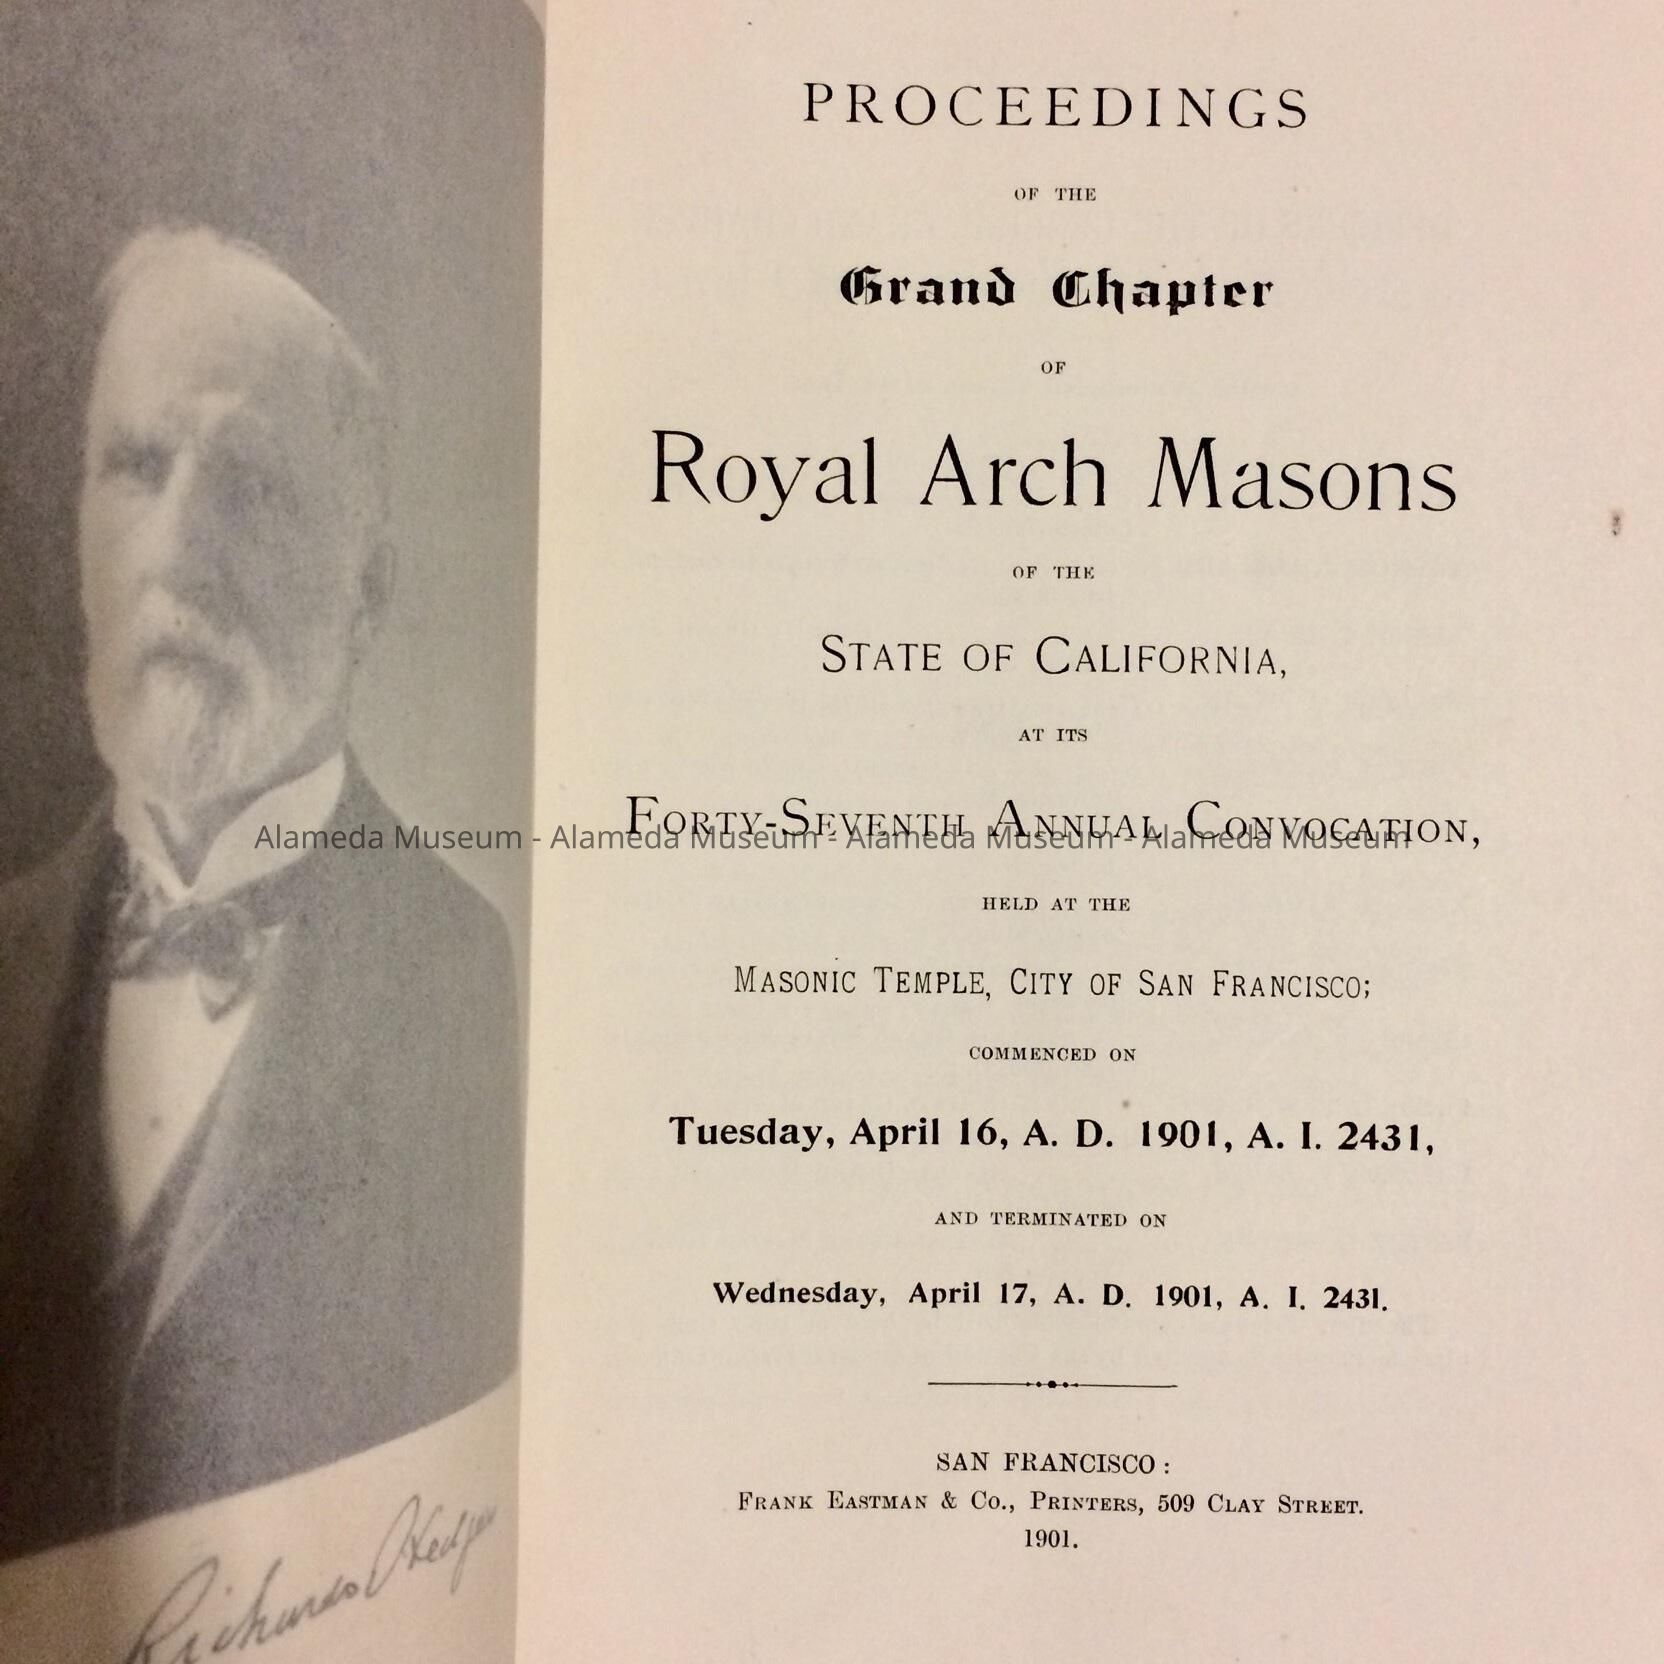 PROCEEDINGS
OF THE
Grand Chapter
OF
Royal Arch Masons
OF THE
STATE OF CALIFORNIA,
AT ITS
FORTY-SEVENTH ANNUAL CONVOCATION,
Alameda Museum - Alameda Museum - Alameda Museum - Alameda Museum
HELD AT THE
MASONIC TEMPLE, CITY OF SAN FRANCISCO;
COMMENCED ON
Tuesday, April 16, A. D. 1901, A. I. 2431,
AND TERMINATED ON
Wednesday, April 17, A. D. 1901, A. I. 2431.
SAN FRANCISCO:
FRANK EASTMAN & CO., PRINTERS, 509 CLAY STREET.
1901.